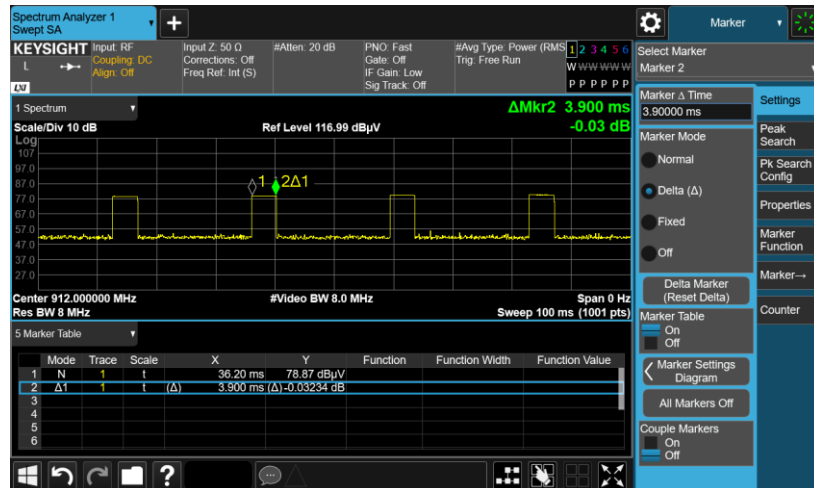 Spectrum Analyzer 1
Swept SA
+
Marker
KEYSIGHT
L
LXI
Input: RF
Coupling: DC
Align: Off
Input Z: 50 Ω
Corrections: Off
Freq Ref: Int (S)
#Atten: 20 dB
PNO: Fast
Gate: Off
IF Gain: Low
Sig Track: Off
#Avg Type: Power (RMS
Trig: Free Run
1 2 3 4 5 6
W W W W W W
P P P P P P
Select Marker
Marker 2
1 Spectrum
ΔMkr2 3.900 ms
-0.03 dB
Scale/Div 10 dB
Ref Level 116.99 dBµV
Log
107
97.0
87.0
77.0
67.0
57.0
47.0
37.0
27.0
1
2Δ1
Center 912.000000 MHz
#Video BW 8.0 MHz
Span 0 Hz
Res BW 8 MHz
Sweep 100 ms (1001 pts)
5 Marker Table
Mode Trace Scale X Y Function Function Width Function Value
1 N 1 t 36.20 ms 78.87 dBµV
2 Δ1 1 t (Δ) 3.900 ms (Δ) -0.03234 dB
3
4
5
6
Marker Δ Time
3.90000 ms
Marker Mode
Normal
Delta (Δ)
Fixed
Off
Delta Marker
(Reset Delta)
Marker Table
On
Off
Marker Settings
Diagram
All Markers Off
Couple Markers
On
Off
Settings
Peak
Search
Pk Search
Config
Properties
Marker
Function
Marker→
Counter
?